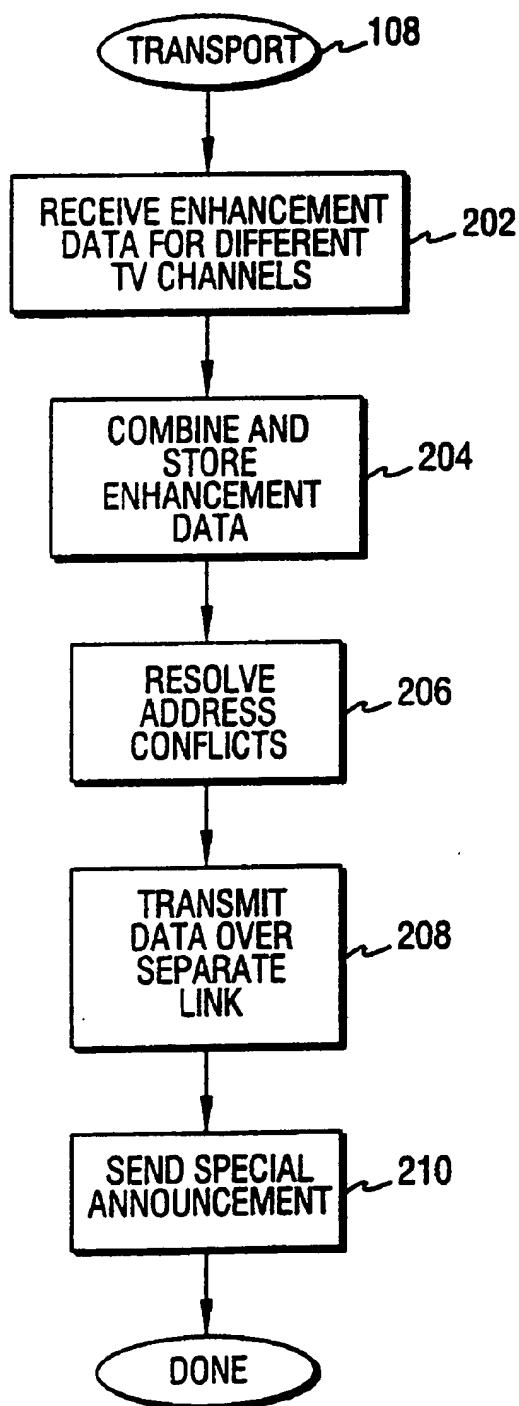 TRANSPORT
108
RECEIVE ENHANCEMENT
DATA FOR DIFFERENT
TV CHANNELS
202
COMBINE AND
STORE
ENHANCEMENT
DATA
204
RESOLVE
ADDRESS
CONFLICTS
206
TRANSMIT
DATA OVER
SEPARATE
LINK
208
SEND SPECIAL
ANNOUNCEMENT
210
DONE